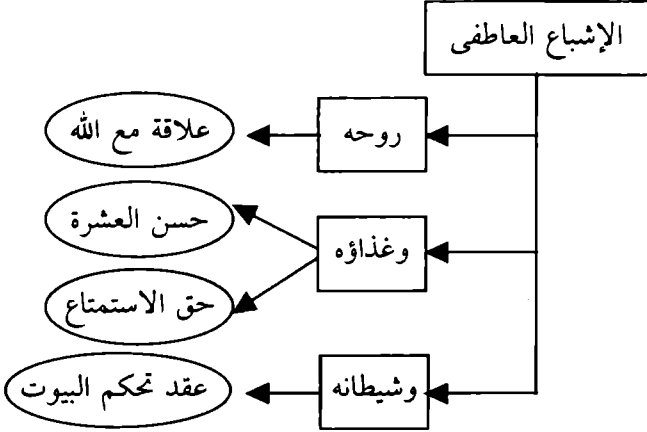 الإشباع العاطفى
روحه
علاقة مع الله
وغذاؤه
حسن العشرة
حق الاستمتاع
وشيطانه
عقد تحكم البيوت